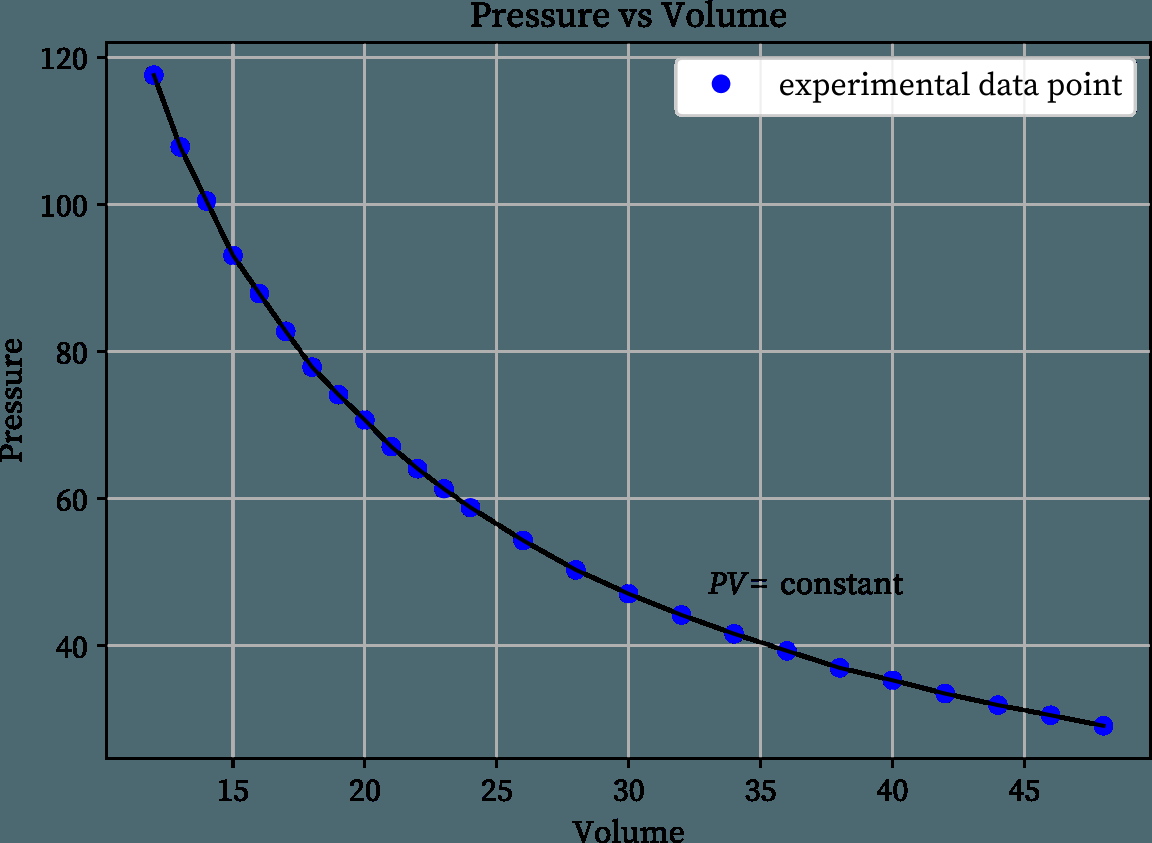 Pressure vs Volume
experimental data point
120
100
80
60
40
Pressure
PV= constant
15 20 25 30 35 40 45
Volume